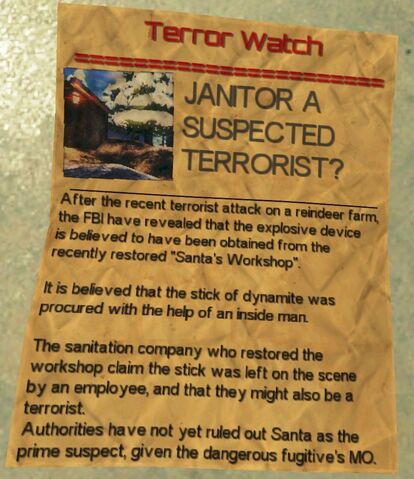 Terror Watch
========================
JANITOR A
SUSPECTED
TERRORIST?
After the recent terrorist attack on a reindeer farm,
the FBI have revealed that the explosive device
is believed to have been obtained from the
recently restored "Santa's Workshop".
It is believed that the stick of dynamite was
procured with the help of an inside man.
The sanitation company who restored the
workshop claim the stick was left on the scene
by an employee, and that they might also be a
terrorist.
Authorities have not yet ruled out Santa as the
prime suspect, given the dangerous fugitive's MO.